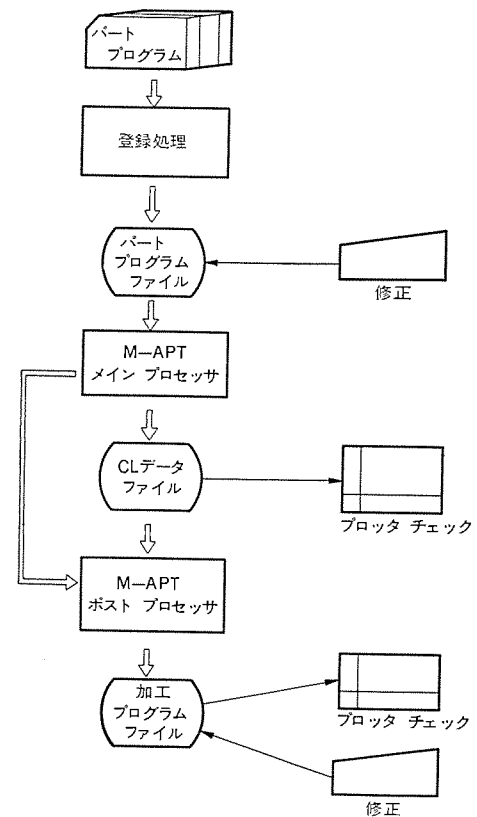 パート
プログラム
登録処理
パート
プログラム
ファイル
修正
M—APT
メイン プロセッサ
CLデータ
ファイル
プロッタ チェック
M—APT
ポスト プロセッサ
加工
プログラム
ファイル
プロッタ チェック
修正